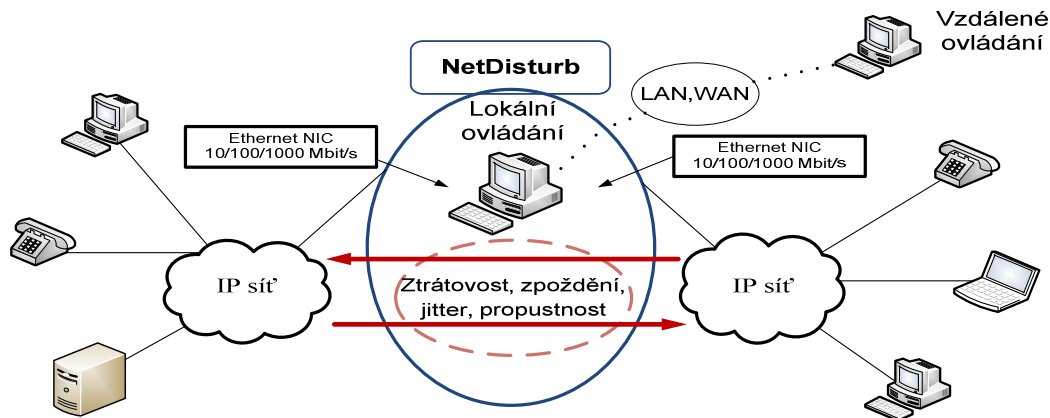 Vzdálené
ovládání
NetDisturb
LAN,WAN
Lokální
ovládání
Ethernet NIC
10/100/1000 Mbit/s
Ethernet NIC
10/100/1000 Mbit/s
IP síť
Ztrátovost, zpoždění,
jitter, propustnost
IP síť